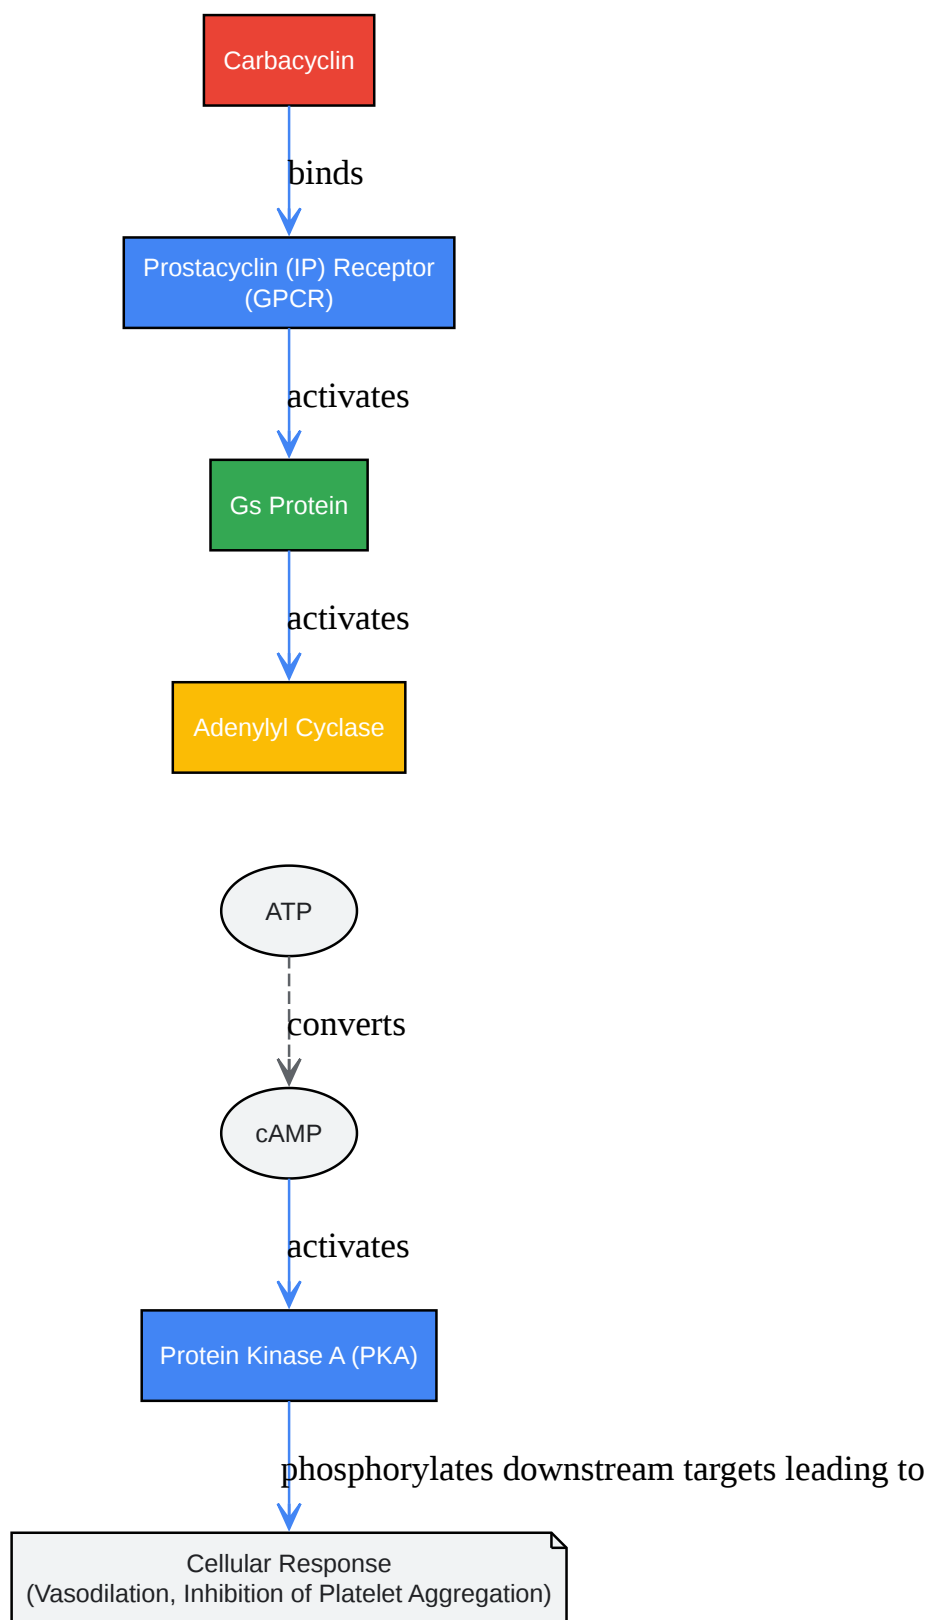 Carbacyclin
binds
Prostacyclin (IP) Receptor
(GPCR)
activates
Gs Protein
activates
Adenylyl Cyclase
ATP
converts
cAMP
activates
Protein Kinase A (PKA)
phosphorylates downstream targets leading to
Cellular Response
(Vasodilation, Inhibition of Platelet Aggregation)